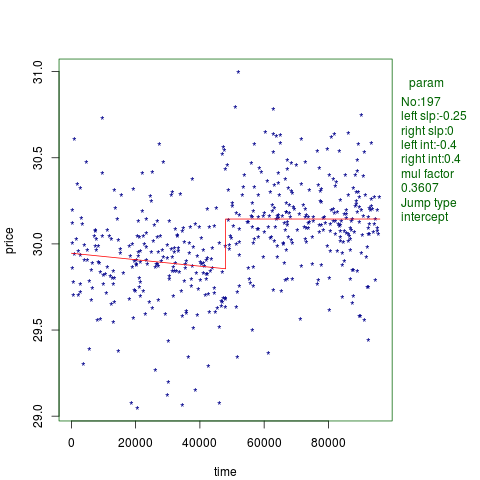 param
No:197
left slp:-0.25
right slp:0
left int:-0.4
right int:0.4
mul factor
0.3607
Jump type
intercept
price
31.0
30.5
30.0
29.5
29.0
0
20000
40000
60000
80000
time